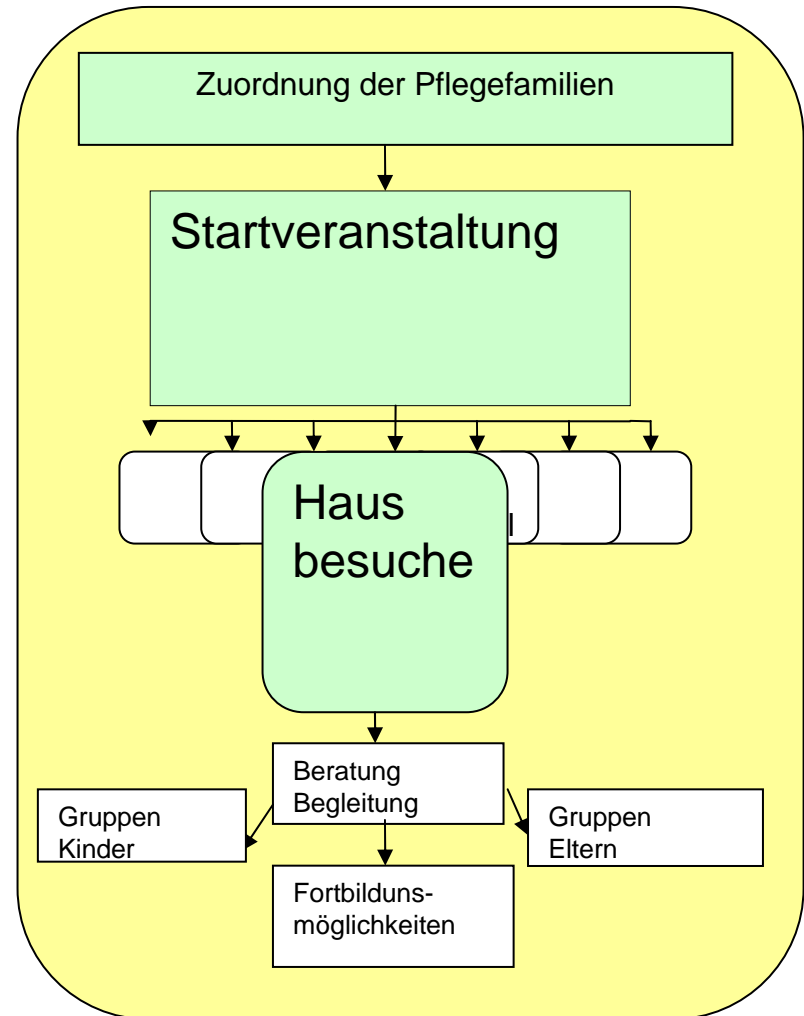 Zuordnung der Pflegefamilien
Startveranstaltung
Haus
besuche
Beratung
Begleitung
Gruppen
Kinder
Gruppen
Eltern
Fortbilduns-
möglichkeiten